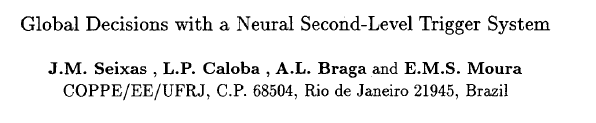 Global Decisions with a Neural Second-Level Trigger System
J.M. Seixas , L.P. Caloba , A.L. Braga and E.M.S. Moura
COPPE/EE/UFRJ, C.P. 68504, Rio de Janeiro 21945, Brazil